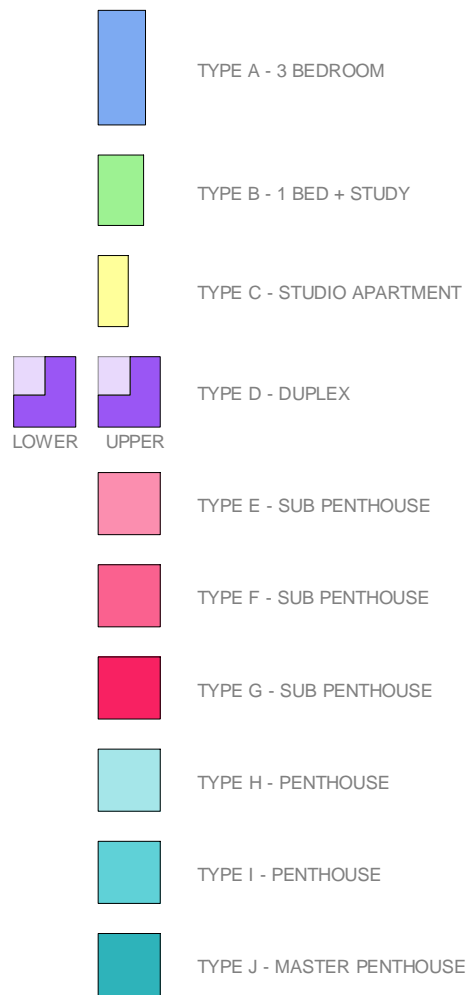 TYPE A - 3 BEDROOM
TYPE B - 1 BED + STUDY
TYPE C - STUDIO APARTMENT
TYPE D - DUPLEX
LOWER UPPER
TYPE E - SUB PENTHOUSE
TYPE F - SUB PENTHOUSE
TYPE G - SUB PENTHOUSE
TYPE H - PENTHOUSE
TYPE I - PENTHOUSE
TYPE J - MASTER PENTHOUSE